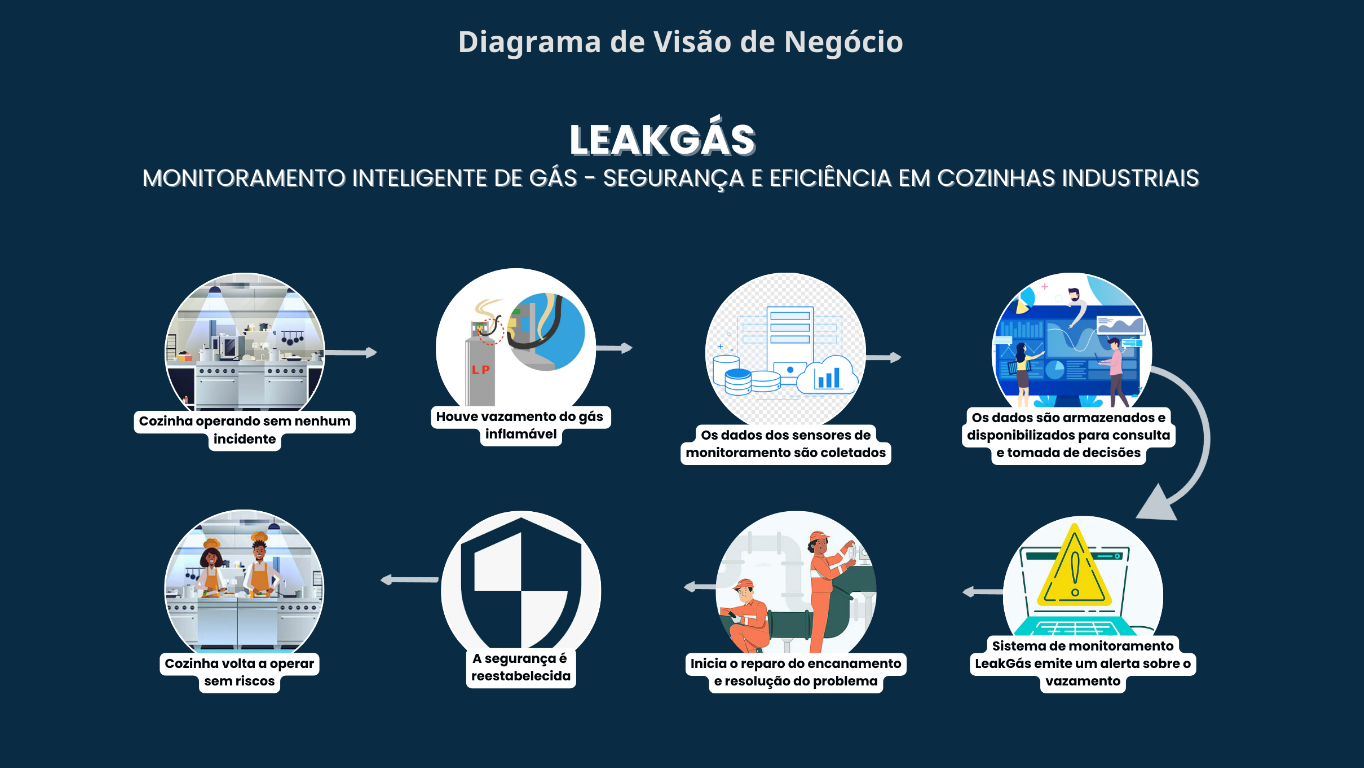 Diagrama de Visão de Negócio
LEAKGÁS
MONITORAMENTO INTELIGENTE DE GÁS - SEGURANÇA E EFICIÊNCIA EM COZINHAS INDUSTRIAIS
Cozinha operando sem nenhum
incidente
LP
Houve vazamento do gás
inflamável
Os dados dos sensores de
monitoramento são coletados
Os dados são armazenados e
disponibilizados para consulta
e tomada de decisões
Sistema de monitoramento
LeakGás emite um alerta sobre o
vazamento
Inicia o reparo do encanamento
e resolução do problema
A segurança é
reestabelecida
Cozinha volta a operar
sem riscos